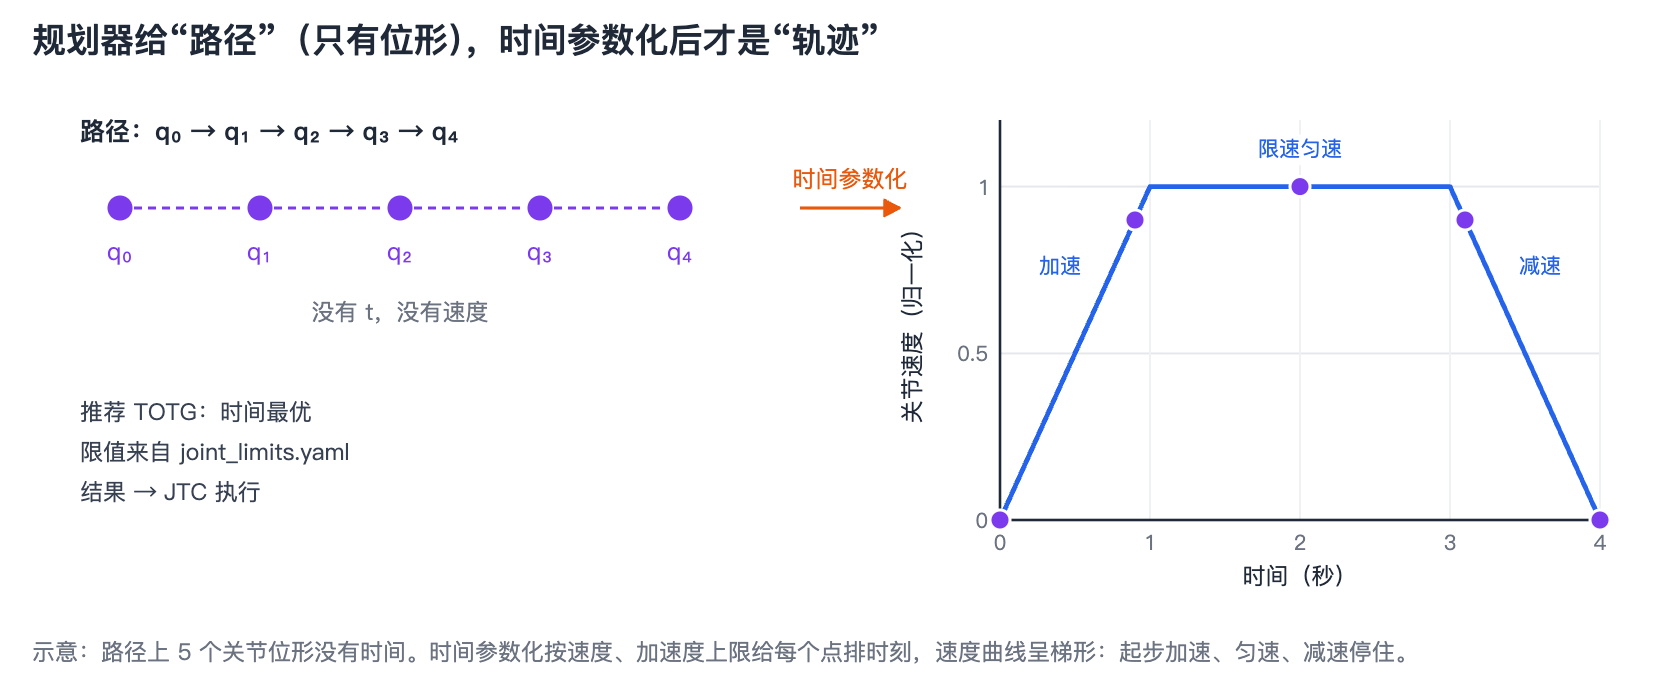 规划器给“路径”（只有位形），时间参数化后才是“轨迹”
路径：q₀ → q₁ → q₂ → q₃ → q₄
q₀ q₁ q₂ q₃ q₄
没有 t，没有速度
推荐 TOTG：时间最优
限值来自 joint_limits.yaml
结果 → JTC 执行
时间参数化
关节速度（归一化）
限速匀速
加速
减速
1
0.5
0
0 1 2 3 4
时间（秒）
示意：路径上 5 个关节位形没有时间。时间参数化按速度、加速度上限给每个点排时刻，速度曲线呈梯形：起步加速、匀速、减速停住。